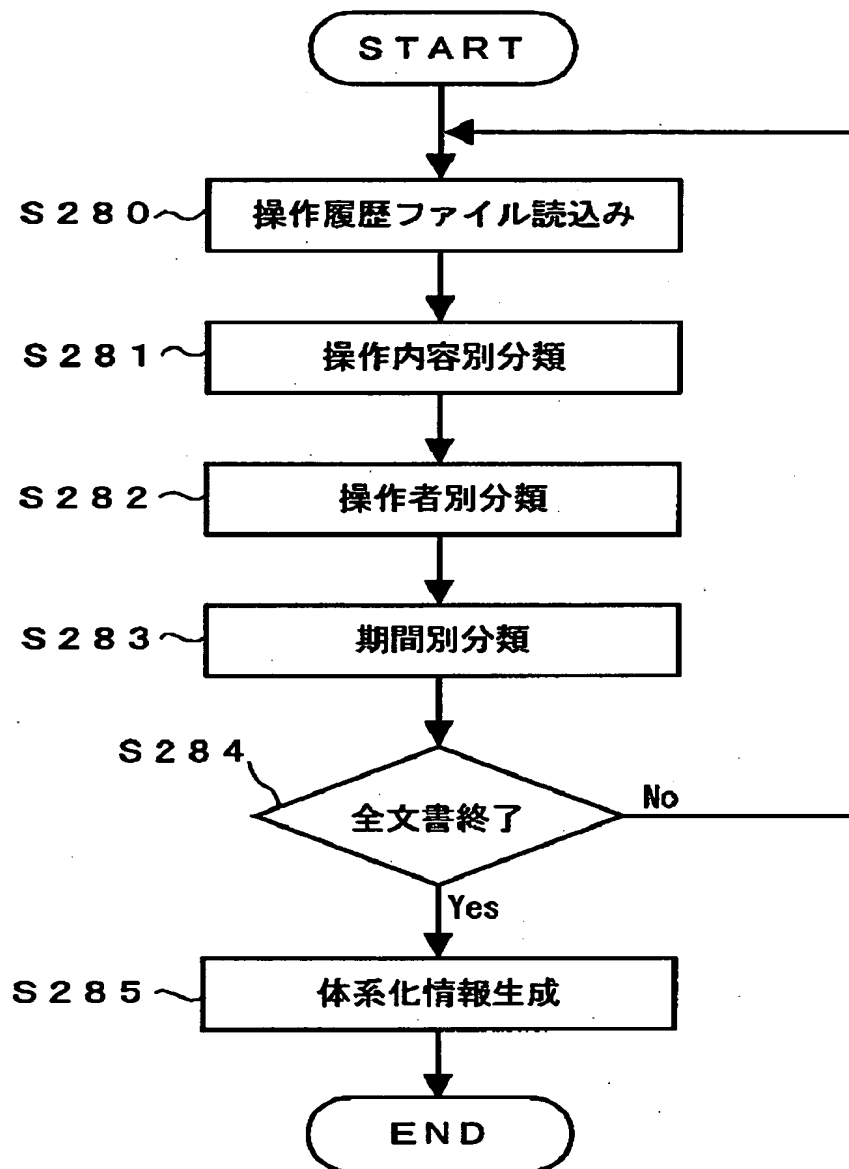 START
S280 操作履歴ファイル読込み
S281 操作内容別分類
S282 操作者別分類
S283 期間別分類
S284
全文書終了
No
Yes
S285 体系化情報生成
END